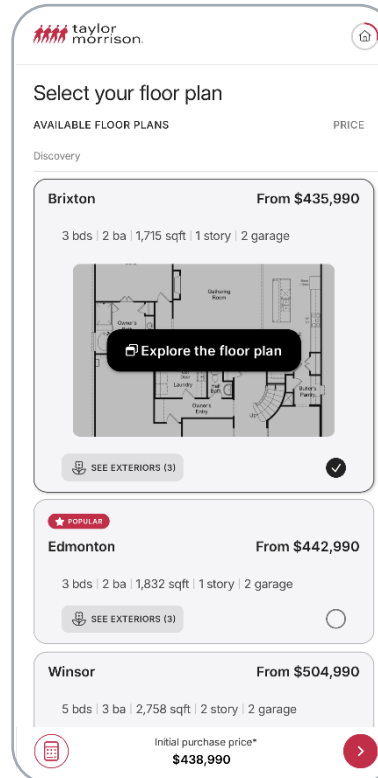 taylor
morrison.
Select your floor plan
AVAILABLE FLOOR PLANS PRICE
Discovery
Brixton From $435,990
3 bds | 2 ba | 1,715 sqft | 1 story | 2 garage
Gathering
Room
Owner's
Explore the floor plan
Laundry
Hall
Bath
Butler's
Pantry
Owner's
Entry
SEE EXTERIORS (3)
POPULAR
Edmonton From $442,990
3 bds | 2 ba | 1,832 sqft | 1 story | 2 garage
SEE EXTERIORS (3)
Winsor From $504,990
5 bds | 3 ba | 2,758 sqft | 2 story | 2 garage
Initial purchase price*
$438,990